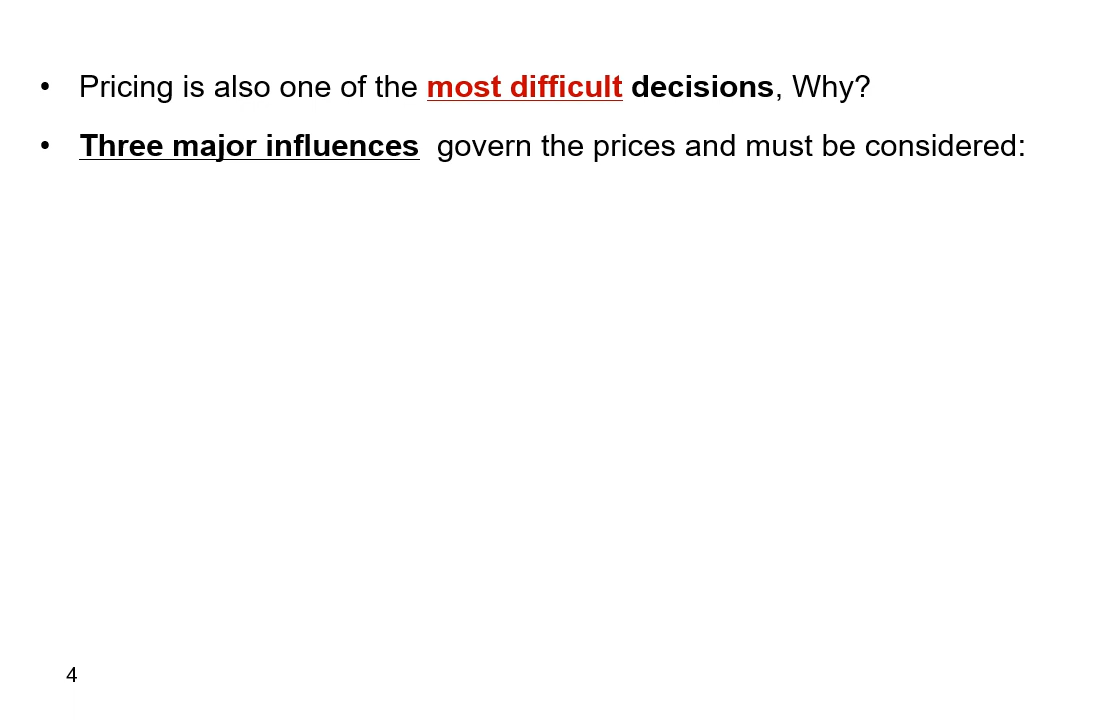 • Pricing is also one of the most difficult decisions, Why?
• Three major influences  govern the prices and must be considered:
4